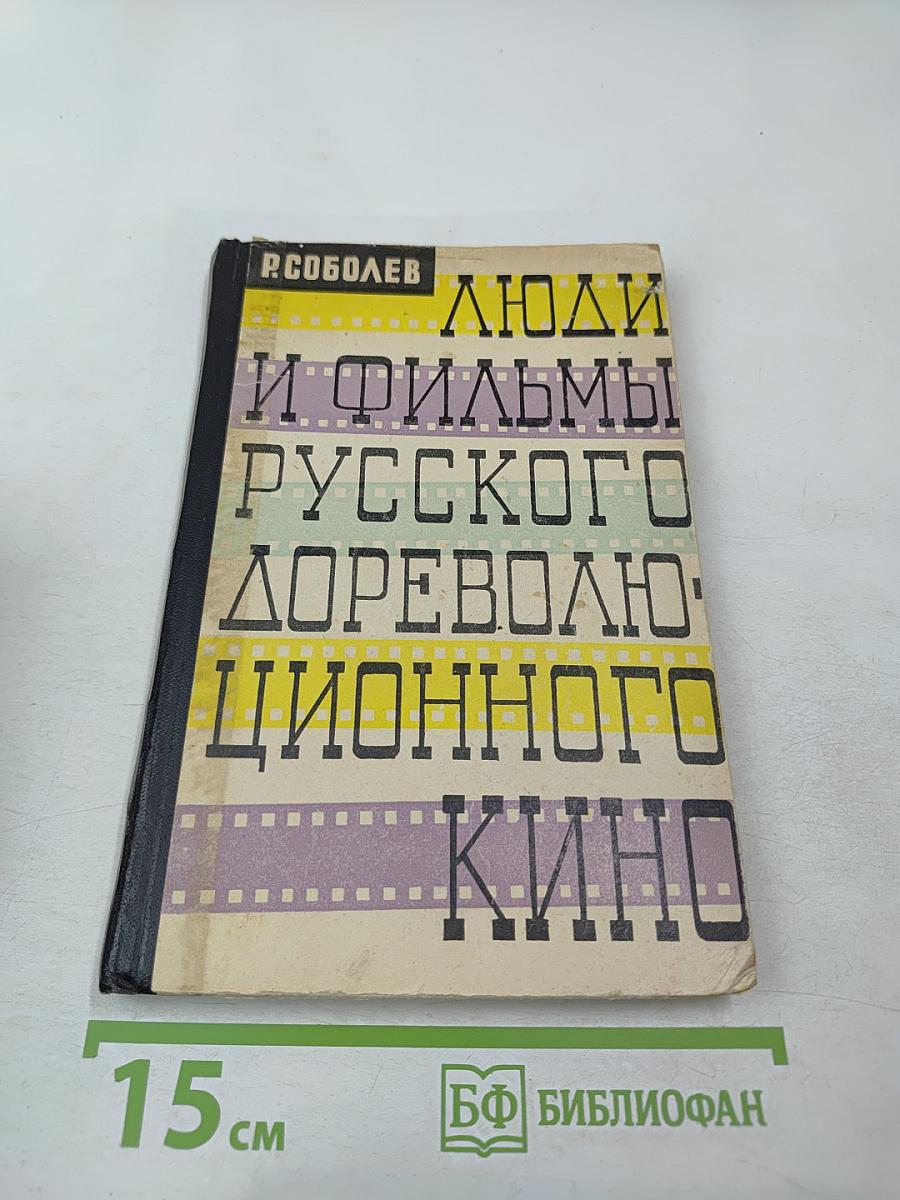 Р. СОБОЛЕВ
ЛЮДИ
И ФИЛЬМЫ
РУССКОГО
ДОРЕВОЛЮ-
ЦИОННОГО
КИНО
15 см
БФ БИБЛИОФАН